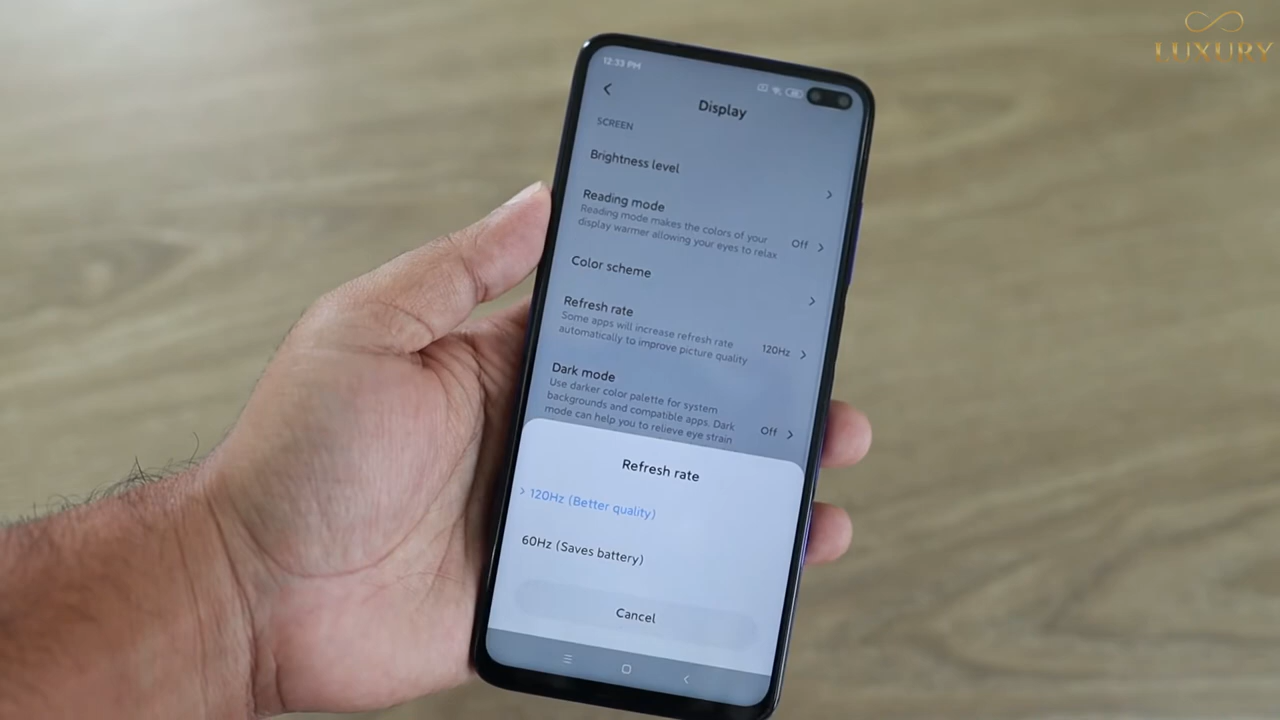 LUXURY
12:33 PM
Display
SCREEN
Brightness level
Reading mode
Reading mode makes the colors of your
display warmer allowing your eyes to relax
Off
Color scheme
Refresh rate
Some apps will increase refresh rate
automatically to improve picture quality
120Hz
Dark mode
Use darker color palette for system
backgrounds and compatible apps. Dark
mode can help you to relieve eye strain
Off
Refresh rate
120Hz (Better quality)
60Hz (Saves battery)
Cancel